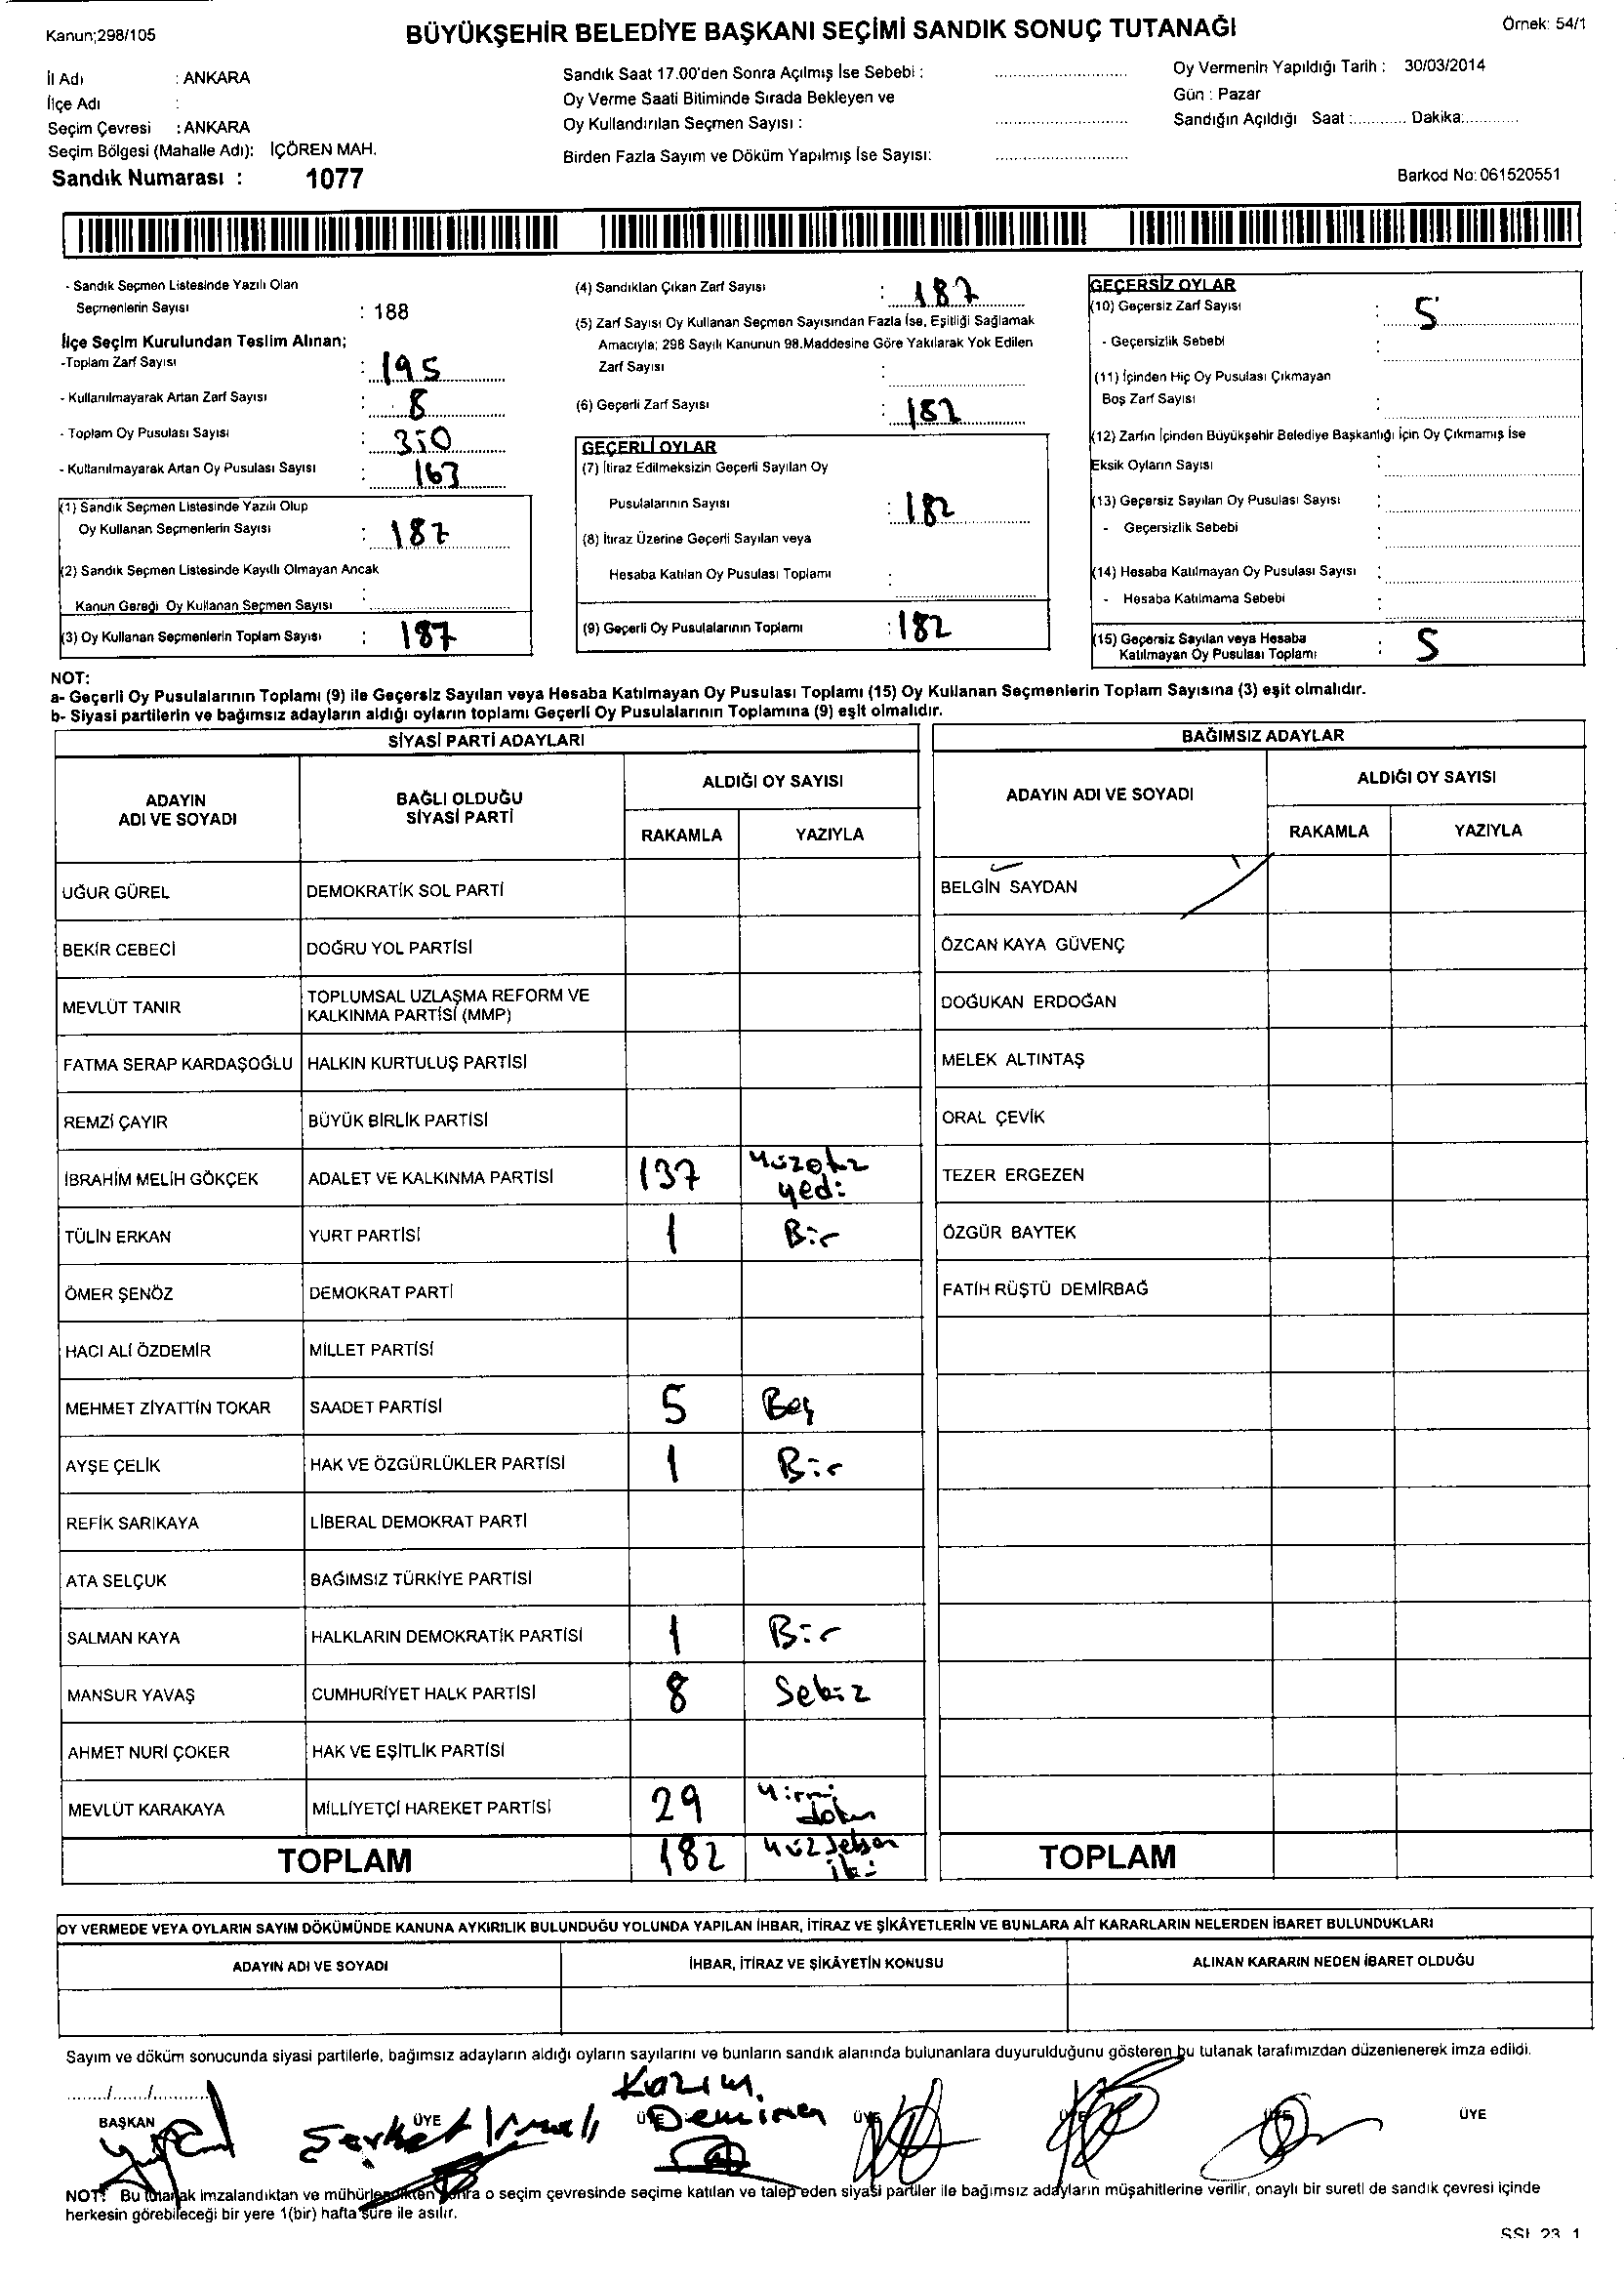 Kanun;298/105
BÜYÜKŞEHİR BELEDİYE BAŞKANI SEÇİMİ SANDIK SONUÇ TUTANAĞI
Örnek: 54/1
İl Adı : ANKARA
İlçe Adı :
Seçim Çevresi : ANKARA
Seçim Bölgesi (Mahalle Adı): İÇÖREN MAH.
Sandık Numarası : 1077
Sandık Saat 17.00'den Sonra Açılmış İse Sebebi :
Oy Verme Saati Bitiminde Sırada Bekleyen ve
Oy Kullandırılan Seçmen Sayısı :
Birden Fazla Sayım ve Döküm Yapılmış İse Sayısı:
Oy Vermenin Yapıldığı Tarih : 30/03/2014
Gün : Pazar
Sandığın Açıldığı Saat :........... Dakika:...........
Barkod No: 061520551
- Sandık Seçmen Listesinde Yazılı Olan
Seçmenlerin Sayısı : 188
İlçe Seçim Kurulundan Teslim Alınan;
-Toplam Zarf Sayısı : 195
- Kullanılmayarak Artan Zarf Sayısı : 8
- Toplam Oy Pusulası Sayısı : 350
- Kullanılmayarak Artan Oy Pusulası Sayısı : 163
(1) Sandık Seçmen Listesinde Yazılı Olup
Oy Kullanan Seçmenlerin Sayısı : 187
(2) Sandık Seçmen Listesinde Kayıtlı Olmayan Ancak
Kanun Gereği Oy Kullanan Seçmen Sayısı :
(3) Oy Kullanan Seçmenlerin Toplam Sayısı : 187
(4) Sandıktan Çıkan Zarf Sayısı : 187
(5) Zarf Sayısı Oy Kullanan Seçmen Sayısından Fazla İse, Eşitliği Sağlamak
Amacıyla; 298 Sayılı Kanunun 98.Maddesine Göre Yakılarak Yok Edilen
Zarf Sayısı :
(6) Geçerli Zarf Sayısı : 182
GEÇERLİ OYLAR
(7) İtiraz Edilmeksizin Geçerli Sayılan Oy
Pusulalarının Sayısı : 182
(8) İtiraz Üzerine Geçerli Sayılan veya
Hesaba Katılan Oy Pusulası Toplamı :
(9) Geçerli Oy Pusulalarının Toplamı : 182
GEÇERSİZ OYLAR
(10) Geçersiz Zarf Sayısı : 5
- Geçersizlik Sebebi :
(11) İçinden Hiç Oy Pusulası Çıkmayan
Boş Zarf Sayısı :
(12) Zarfın İçinden Büyükşehir Belediye Başkanlığı İçin Oy Çıkmamış İse
Eksik Oyların Sayısı :
(13) Geçersiz Sayılan Oy Pusulası Sayısı :
- Geçersizlik Sebebi :
(14) Hesaba Katılmayan Oy Pusulası Sayısı :
- Hesaba Katılmama Sebebi :
(15) Geçersiz Sayılan veya Hesaba
Katılmayan Oy Pusulası Toplamı : 5
NOT:
a- Geçerli Oy Pusulalarının Toplamı (9) ile Geçersiz Sayılan veya Hesaba Katılmayan Oy Pusulası Toplamı (15) Oy Kullanan Seçmenlerin Toplam Sayısına (3) eşit olmalıdır.
b- Siyasi partilerin ve bağımsız adayların aldığı oyların toplamı Geçerli Oy Pusulalarının Toplamına (9) eşit olmalıdır.
SİYASİ PARTİ ADAYLARI
ADAYIN ADI VE SOYADI
BAĞLI OLDUĞU SİYASİ PARTİ
ALDIĞI OY SAYISI
RAKAMLA YAZIYLA
UĞUR GÜREL DEMOKRATİK SOL PARTİ
BEKİR CEBECİ DOĞRU YOL PARTİSİ
MEVLÜT TANIR TOPLUMSAL UZLAŞMA REFORM VE KALKINMA PARTİSİ (MMP)
FATMA SERAP KARDAŞOĞLU HALKIN KURTULUŞ PARTİSİ
REMZİ ÇAYIR BÜYÜK BİRLİK PARTİSİ
İBRAHİM MELİH GÖKÇEK ADALET VE KALKINMA PARTİSİ 137 Yüzotz yedi
TÜLİN ERKAN YURT PARTİSİ 1 Bir
ÖMER ŞENÖZ DEMOKRAT PARTİ
HACI ALİ ÖZDEMİR MİLLET PARTİSİ
MEHMET ZİYATTİN TOKAR SAADET PARTİSİ 5 Beş
AYŞE ÇELİK HAK VE ÖZGÜRLÜKLER PARTİSİ 1 Bir
REFİK SARIKAYA LİBERAL DEMOKRAT PARTİ
ATA SELÇUK BAĞIMSIZ TÜRKİYE PARTİSİ
SALMAN KAYA HALKLARIN DEMOKRATİK PARTİSİ 1 Bir
MANSUR YAVAŞ CUMHURİYET HALK PARTİSİ 8 Sekiz
AHMET NURİ ÇOKER HAK VE EŞİTLİK PARTİSİ
MEVLÜT KARAKAYA MİLLİYETÇİ HAREKET PARTİSİ 29 Yirmi
TOPLAM 182 Yüzseksen iki
BAĞIMSIZ ADAYLAR
ADAYIN ADI VE SOYADI
ALDIĞI OY SAYISI
RAKAMLA YAZIYLA
BELGİN SAYDAN
ÖZCAN KAYA GÜVENÇ
DOĞUKAN ERDOĞAN
MELEK ALTINTAŞ
ORAL ÇEVİK
TEZER ERGEZEN
ÖZGÜR BAYTEK
FATİH RÜŞTÜ DEMİRBAĞ
TOPLAM
OY VERMEDE VEYA OYLARIN SAYIM DÖKÜMÜNDE KANUNA AYKIRILIK BULUNDUĞU YOLUNDA YAPILAN İHBAR, İTİRAZ VE ŞİKÂYETLERİN VE BUNLARA AİT KARARLARIN NELERDEN İBARET BULUNDUKLARI
ADAYIN ADI VE SOYADI İHBAR, İTİRAZ VE ŞİKÂYETİN KONUSU ALINAN KARARIN NEDEN İBARET OLDUĞU
Sayım ve döküm sonucunda siyasi partilerle, bağımsız adayların aldığı oyların sayılarını ve bunların sandık alanında bulunanlara duyurulduğunu gösteren bu tutanak tarafımızdan düzenlenerek imza edildi.
......../......./...........
BAŞKAN ÜYE ÜYE ÜYE ÜYE ÜYE ÜYE
Şevket
Kazım
NOT: Bu tutanak imzalandıktan ve mühürlendikten sonra o seçim çevresinde seçime katılan ve talep eden siyasi partiler ile bağımsız adayların müşahitlerine verilir, onaylı bir sureti de sandık çevresi içinde
herkesin görebileceği bir yere 1(bir) hafta süre ile asılır.